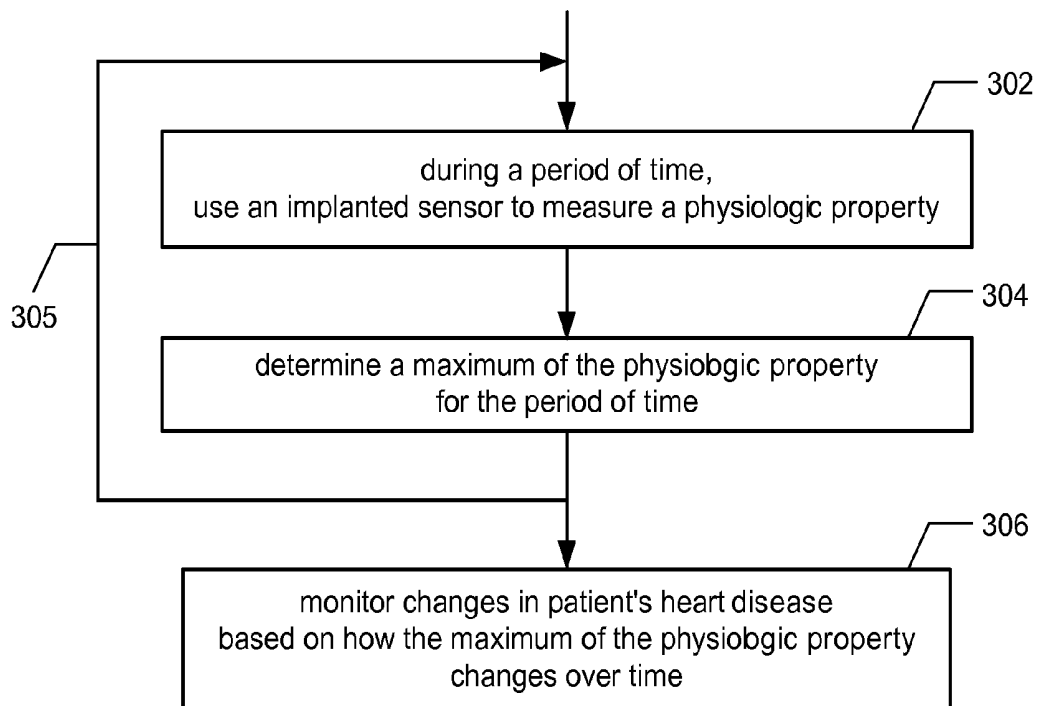 302
during a period of time,
use an implanted sensor to measure a physiologic property
305
304
determine a maximum of the physiobgic property
for the period of time
306
monitor changes in patient's heart disease
based on how the maximum of the physiobgic property
changes over time